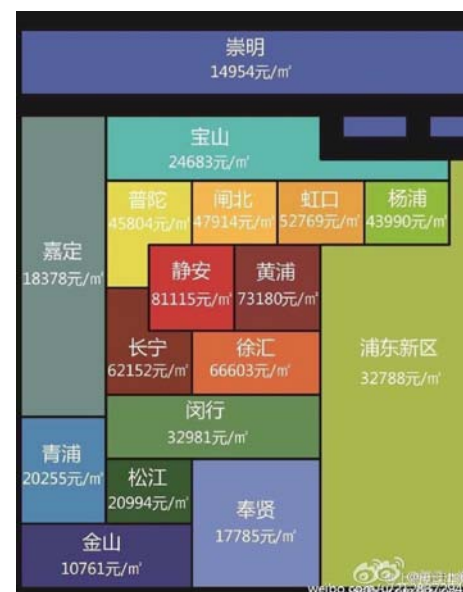 崇明
14954元/㎡
宝山
24683元/㎡
普陀
45804元/㎡
闸北
47914元/㎡
虹口
52769元/㎡
杨浦
43990元/㎡
嘉定
18378元/㎡
静安
81115元/㎡
黄浦
73180元/㎡
长宁
62152元/㎡
徐汇
66603元/㎡
浦东新区
32788元/㎡
闵行
32981元/㎡
青浦
20255元/㎡
松江
20994元/㎡
奉贤
17785元/㎡
金山
10761元/㎡